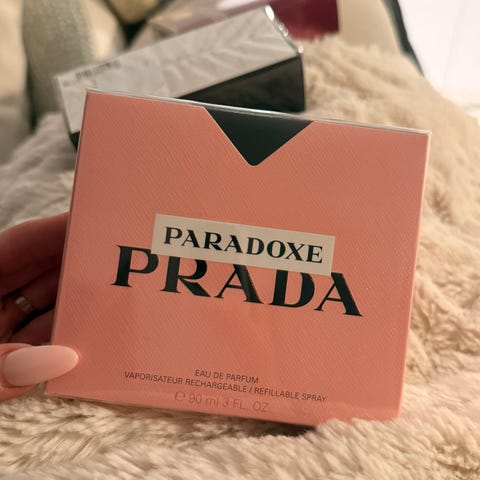 PARADOXE
PRADA
EAU DE PARFUM
VAPORISATEUR RECHARGEABLE / REFILLABLE SPRAY
℮ 90 ml 3 FL. OZ.